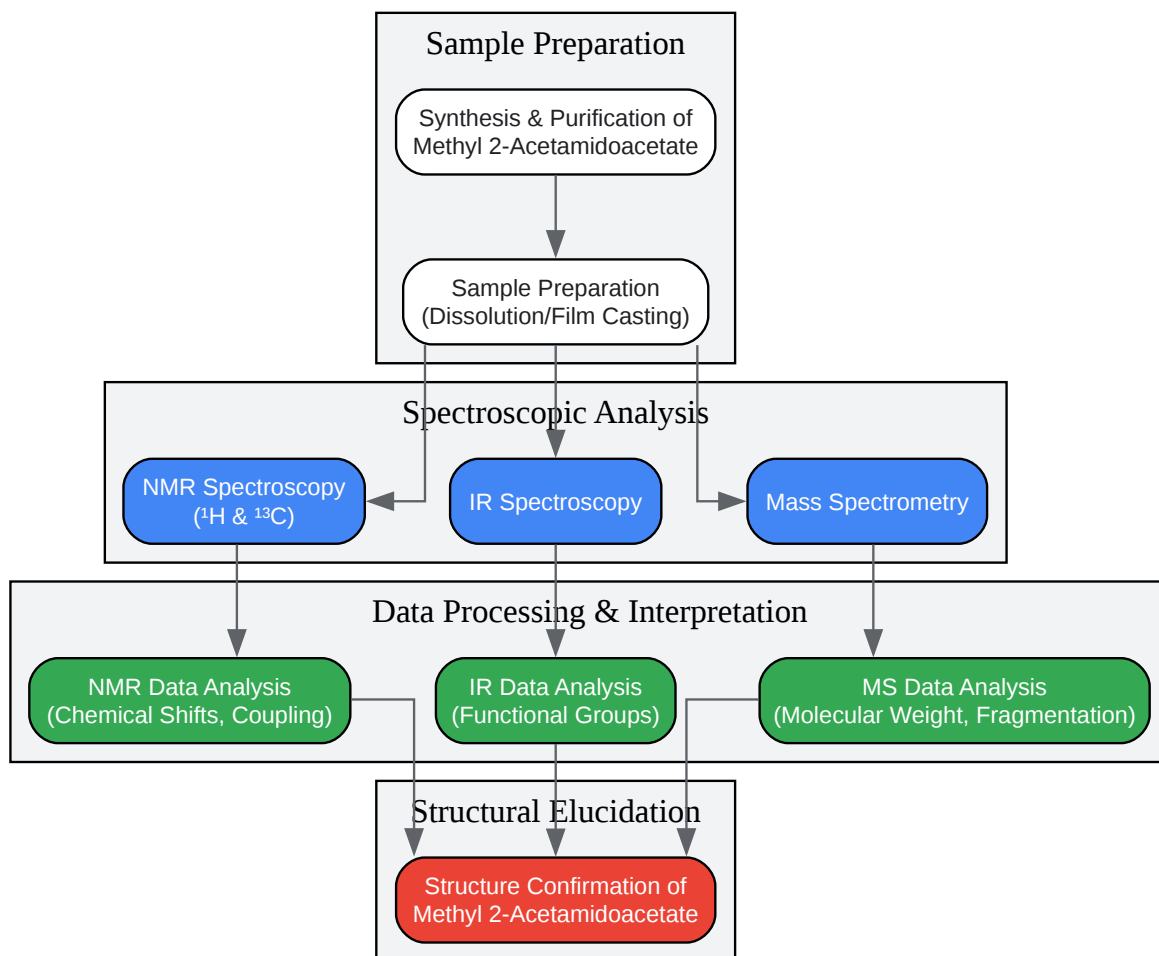 Sample Preparation
Synthesis & Purification of
Methyl 2-Acetamidoacetate
Sample Preparation
(Dissolution/Film Casting)
Spectroscopic Analysis
NMR Spectroscopy
(¹H & ¹³C)
IR Spectroscopy
Mass Spectrometry
Data Processing & Interpretation
NMR Data Analysis
(Chemical Shifts, Coupling)
IR Data Analysis
(Functional Groups)
MS Data Analysis
(Molecular Weight, Fragmentation)
Structural Elucidation
Structure Confirmation of
Methyl 2-Acetamidoacetate